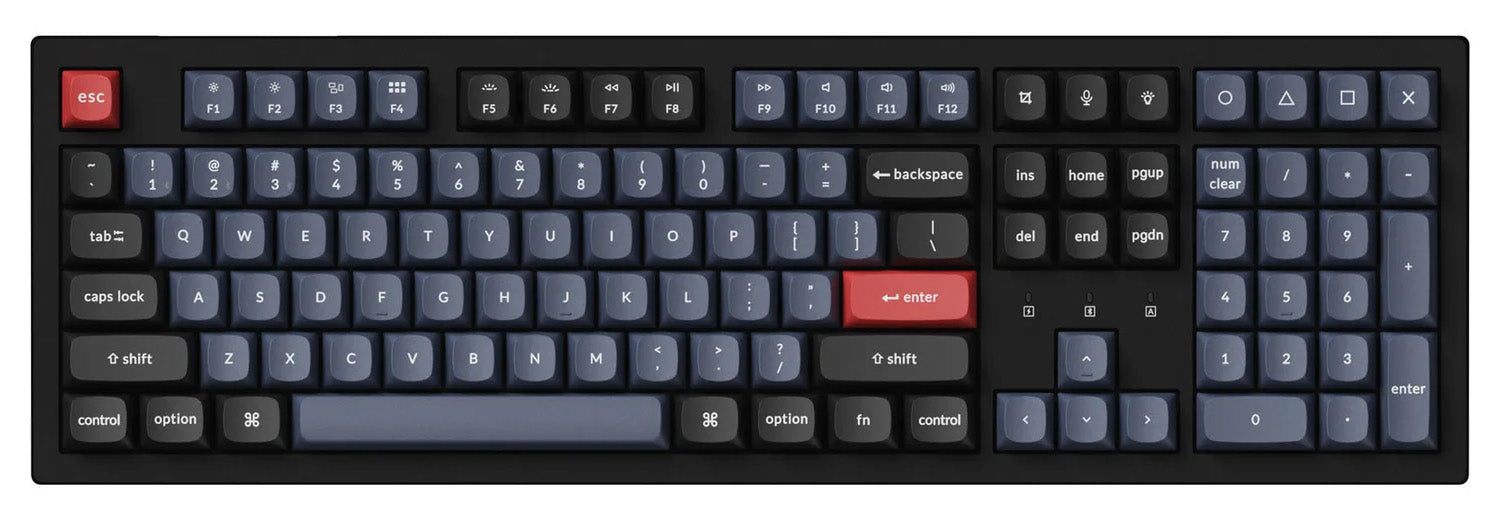 esc F1 F2 F3 F4 F5 F6 F7 F8 F9 F10 F11 F12
~ ! @ # $ % ^ & * ( ) — +
` 1 2 3 4 5 6 7 8 9 0 - = backspace ins home pgup num clear / * -
tab Q W E R T Y U I O P { [ } ] | \ del end pgdn 7 8 9 +
caps lock A S D F G H J K L : ; " ' enter 4 5 6
shift Z X C V B N M < , > . ? / shift ^ 1 2 3 enter
control option ⌘ ⌘ option fn control < ⌄ > 0 .